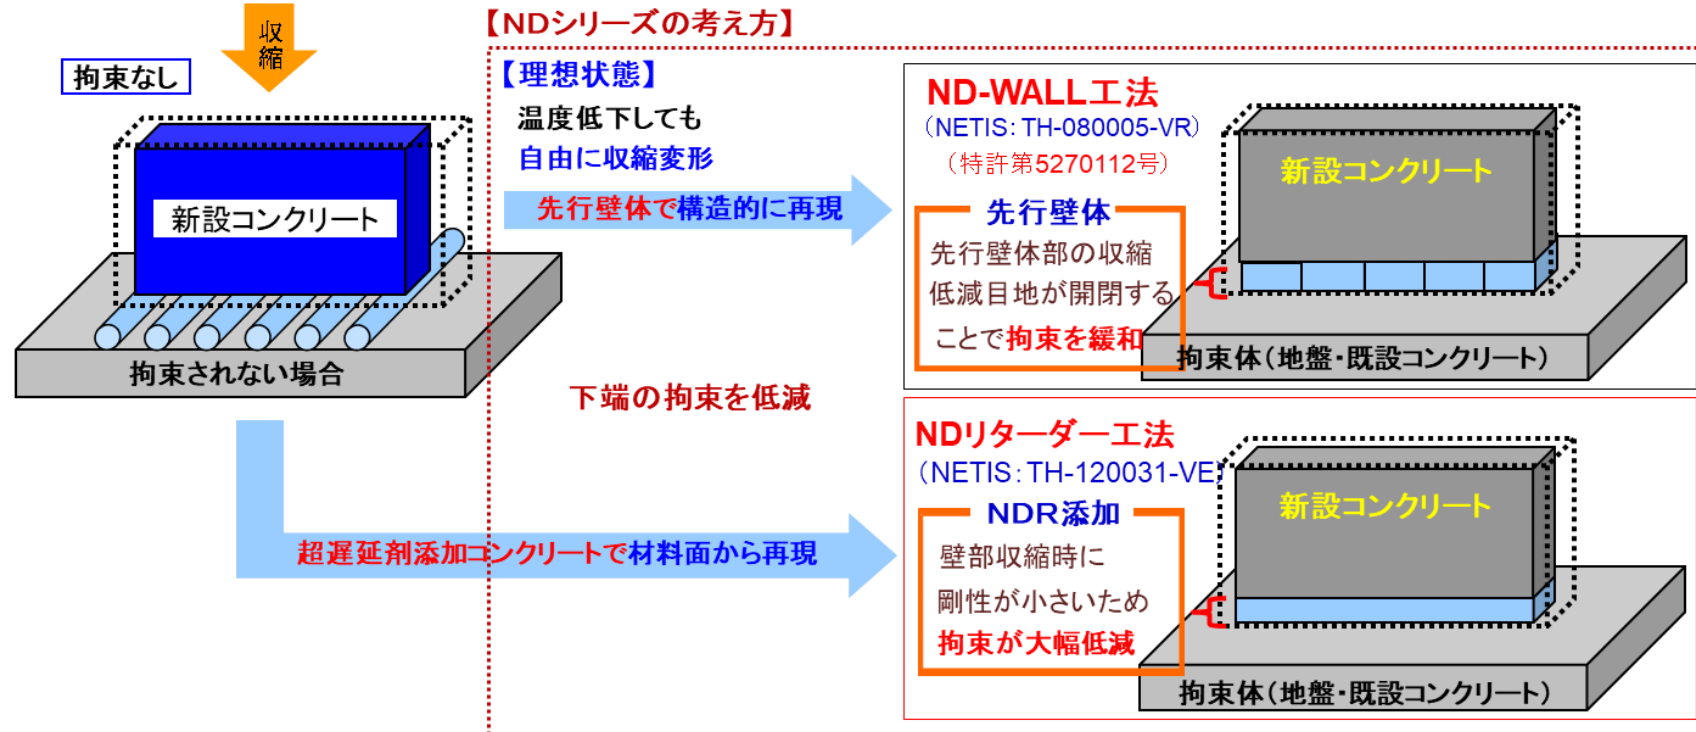 収
縮
拘束なし
新設コンクリート
拘束されない場合
【NDシリーズの考え方】
【理想状態】
温度低下しても
自由に収縮変形
先行壁体で構造的に再現
下端の拘束を低減
超遅延剤添加コンクリートで材料面から再現
ND-WALL工法
（NETIS：TH-080005-VR）
（特許第5270112号）
先行壁体
先行壁体部の収縮
低減目地が開閉する
ことで拘束を緩和
新設コンクリート
拘束体（地盤・既設コンクリート）
NDリターダー工法
（NETIS：TH-120031-VE）
NDR添加
壁部収縮時に
剛性が小さいため
拘束が大幅低減
新設コンクリート
拘束体（地盤・既設コンクリート）